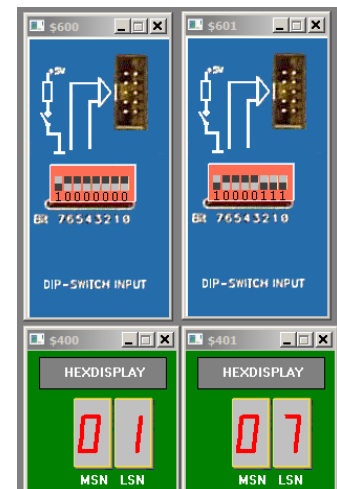 $600
+5V
10000000
Bit 76543210
DIP-SWITCH INPUT
$601
+5V
10000111
Bit 76543210
DIP-SWITCH INPUT
$400
HEXDISPLAY
01
MSN LSN
$401
HEXDISPLAY
07
MSN LSN